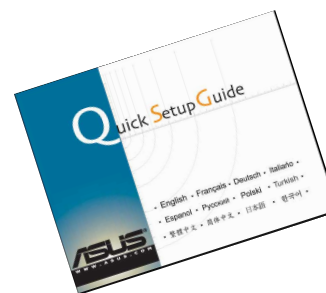 Quick Setup Guide
· English · Français · Deutsch · Italiano ·
· Espanol · Русский · Polski · Turkish ·
· 繁體中文 · 简体中文 · 日本語 · 한국어 ·
ASUS
WWW.ASUS.COM